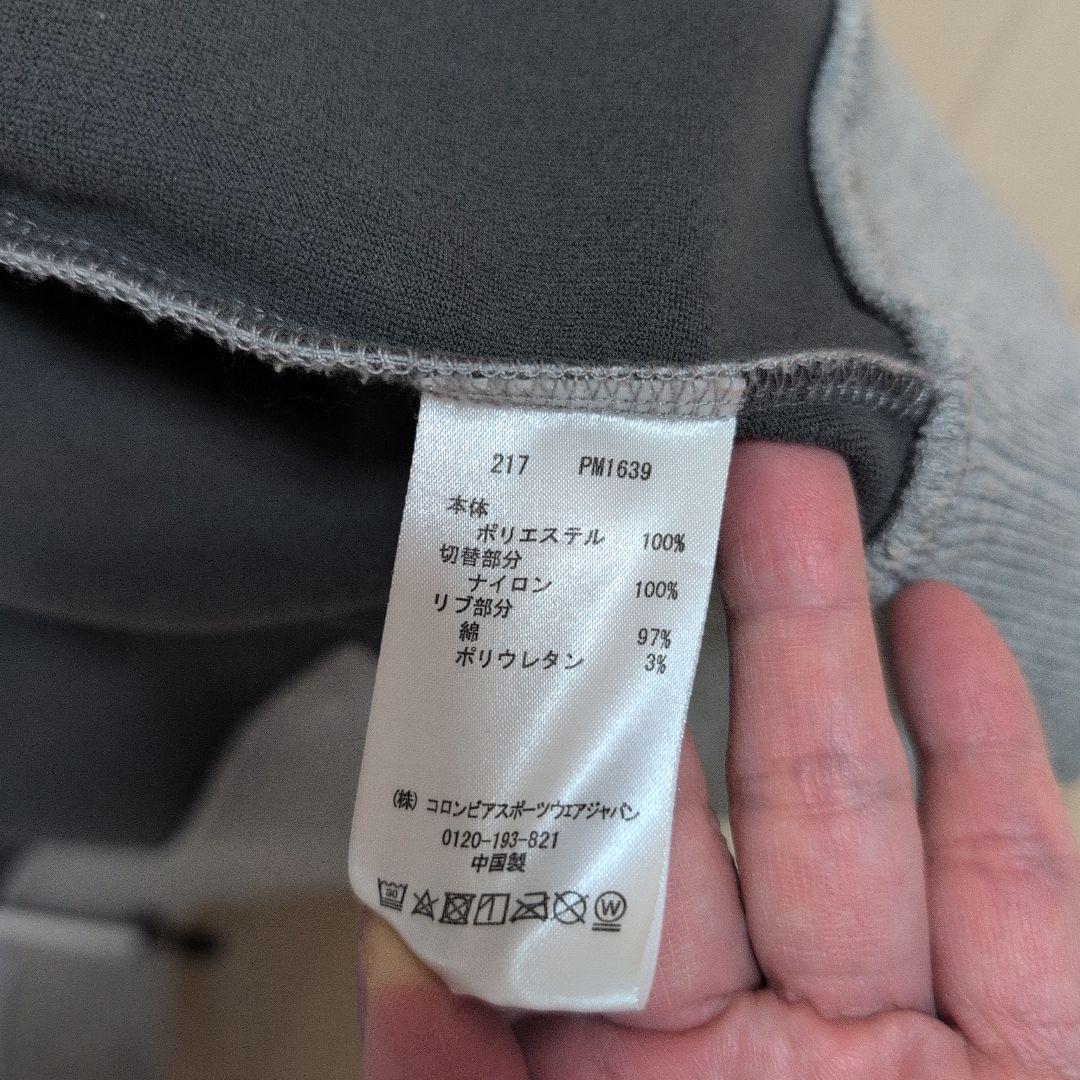 217 PM1639
本体
ポリエステル 100%
切替部分
ナイロン 100%
リブ部分
綿 97%
ポリウレタン 3%
(株) コロンビアスポーツウェアジャパン
0120-193-821
中国製
30
W